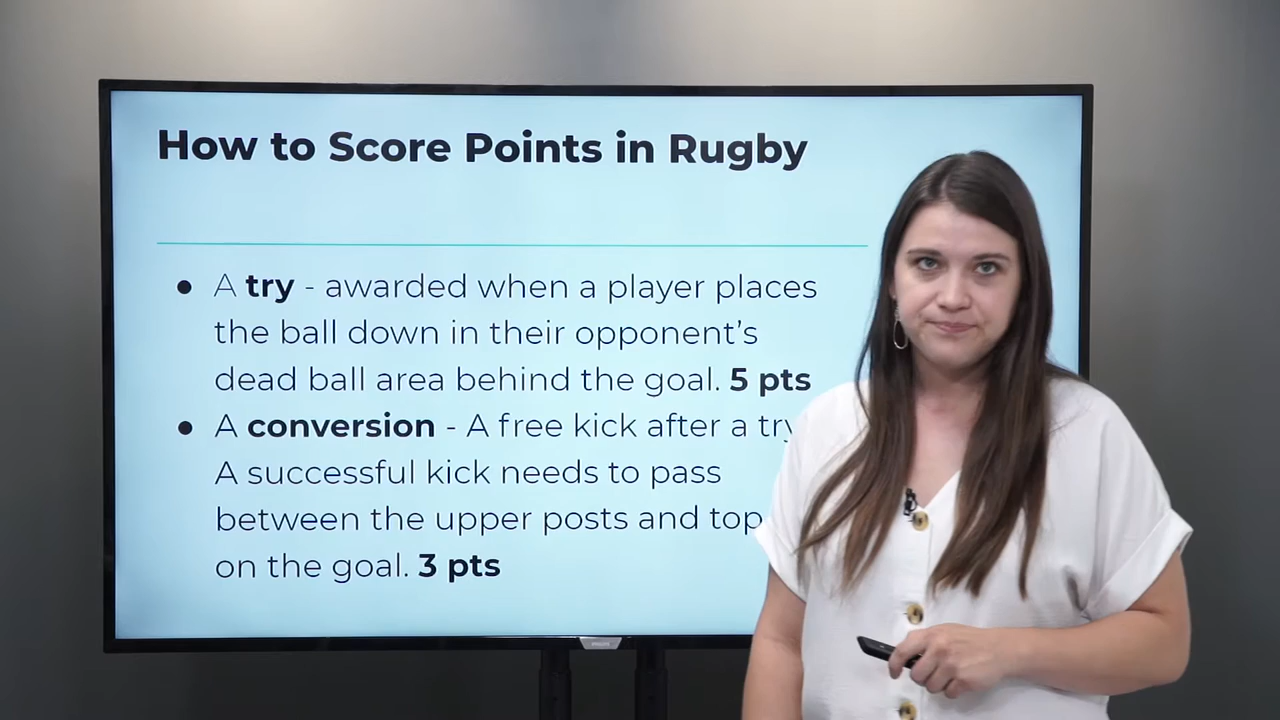 How to Score Points in Rugby
● A try - awarded when a player places
the ball down in their opponent’s
dead ball area behind the goal. 5 pts
● A conversion - A free kick after a try
A successful kick needs to pass
between the upper posts and top
on the goal. 3 pts